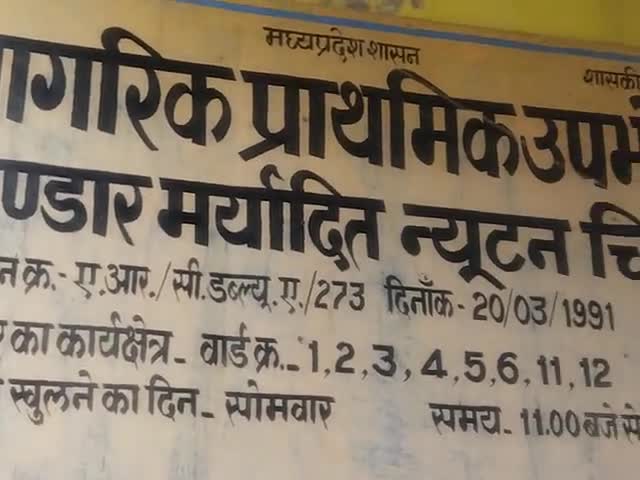 मध्यप्रदेश शासन शासकी
ागरिक प्राथमिक उपभ
ण्डार मर्यादित न्यूटन चि
न क्र.- ए.आर./सी.डब्ल्यू.ए./273 दिनाँक - 20/03/1991
का कार्यक्षेत्र - वार्ड क्र.- 1,2,3,4,5,6,11,12
खुलने का दिन - सोमवार समय - 11.00 बजे से